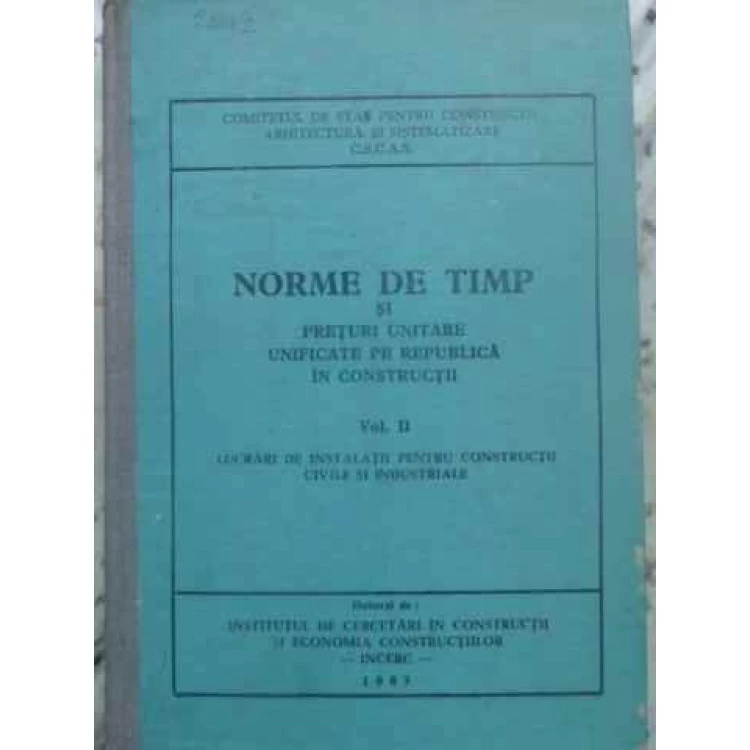 COMITETUL DE STAT PENTRU CONSTRUCȚII
ARHITECTURĂ ȘI SISTEMATIZARE
C.S.C.A.S.
NORME DE TIMP
ȘI
PREȚURI UNITARE
UNIFICATE PE REPUBLICĂ
ÎN CONSTRUCȚII
Vol. II
LUCRĂRI DE INSTALAȚII PENTRU CONSTRUCȚII
CIVILE ȘI INDUSTRIALE
de :
INSTITUTUL DE CERCETĂRI ÎN CONSTRUCȚII
ȘI ECONOMIA CONSTRUCȚIILOR
— INCERC —